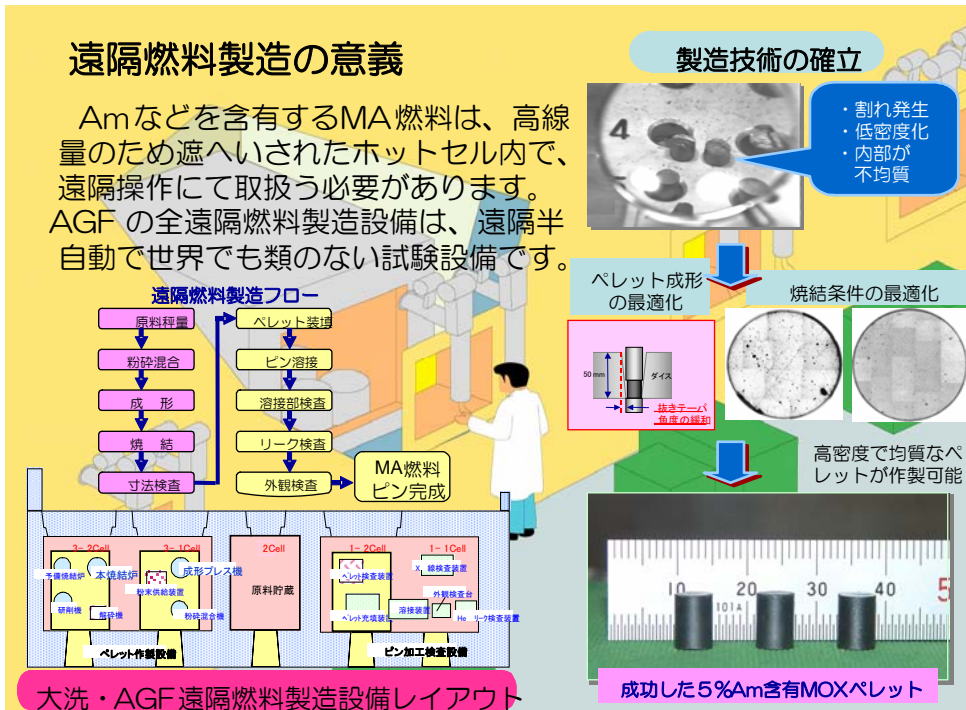 遠隔燃料製造の意義
Amなどを含有するMA燃料は、高線
量のため遮へいされたホットセル内で、
遠隔操作にて取扱う必要があります。
AGFの全遠隔燃料製造設備は、遠隔半
自動で世界でも類のない試験設備です。
遠隔燃料製造フロー
原料秤量
粉砕混合
成 形
焼 結
寸法検査
ペレット装填
ピン溶接
溶接部検査
リーク検査
外観検査
MA燃料
ピン完成
3-2Cell
3-1Cell
2Cell
1-2Cell
1-1Cell
予備焼結炉
本焼結炉
研削機
解砕機
成形プレス機
粉末供給装置
粉砕混合機
原料貯蔵
ペレット検査装置
ペレット充填装置
X 線検査装置
外観検査台
溶接装置
He リーク検査装置
ペレット作製設備
ピン加工検査設備
大洗・AGF遠隔燃料製造設備レイアウト
製造技術の確立
4
・割れ発生
・低密度化
・内部が
不均質
ペレット成形
の最適化
50mm
ダイス
抜きテーパ
角度の緩和
焼結条件の最適化
高密度で均質なペ
レットが作製可能
10 20 30 40 5
101A
成功した5%Am含有MOXペレット